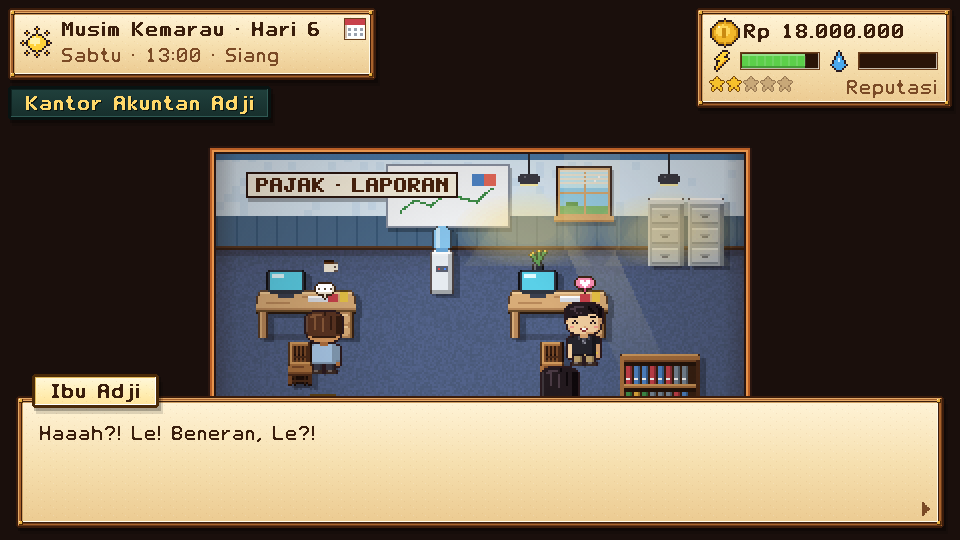 Musim Kemarau · Hari 6
Sabtu · 13:00 · Siang
Rp 18.000.000
Reputasi
Kantor Akuntan Adji
PAJAK · LAPORAN
Ibu Adji
Haaah?! Le! Beneran, Le?!